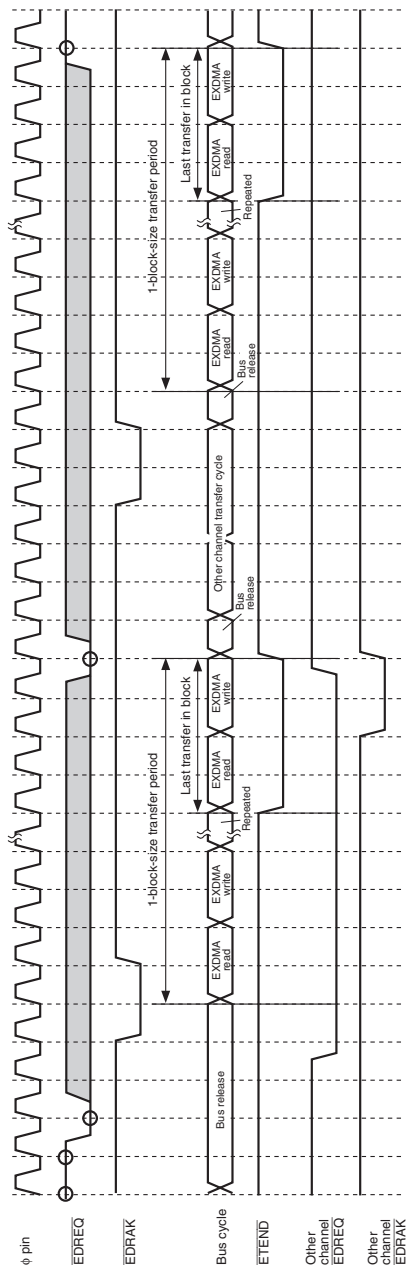 φ pin
EDREQ
EDRAK
Bus cycle
ETEND
Other
channel
EDREQ
Other
channel
EDRAK
1-block-size transfer period
Last transfer in block
1-block-size transfer period
Last transfer in block
Bus release
EXDMA
read
EXDMA
write
Repeated
EXDMA
read
EXDMA
write
Bus
release
Other channel transfer cycle
Bus
release
EXDMA
read
EXDMA
write
Repeated
EXDMA
read
EXDMA
write